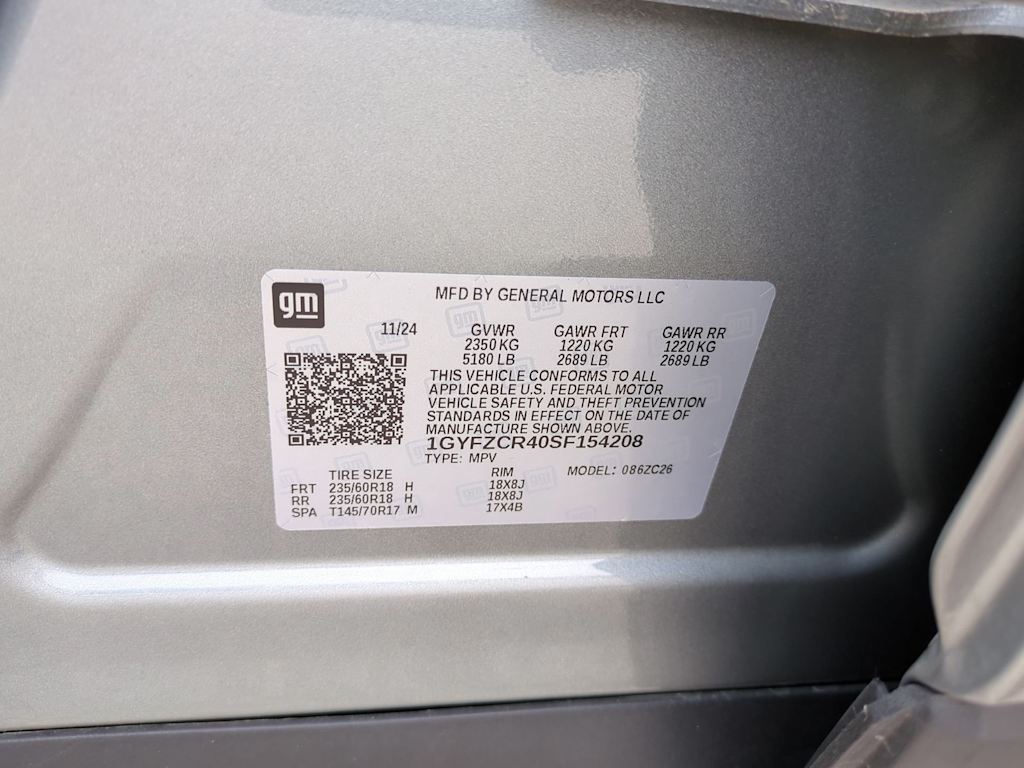 gm
MFD BY GENERAL MOTORS LLC
11/24 GVWR GAWR FRT GAWR RR
2350 KG 1220 KG 1220 KG
5180 LB 2689 LB 2689 LB
THIS VEHICLE CONFORMS TO ALL
APPLICABLE U.S. FEDERAL MOTOR
VEHICLE SAFETY AND THEFT PREVENTION
STANDARDS IN EFFECT ON THE DATE OF
MANUFACTURE SHOWN ABOVE.
1GYFZCR40SF154208
TYPE: MPV
TIRE SIZE RIM MODEL: 086ZC26
FRT 235/60R18 H 18X8J
RR 235/60R18 H 18X8J
SPA T145/70R17 M 17X4B